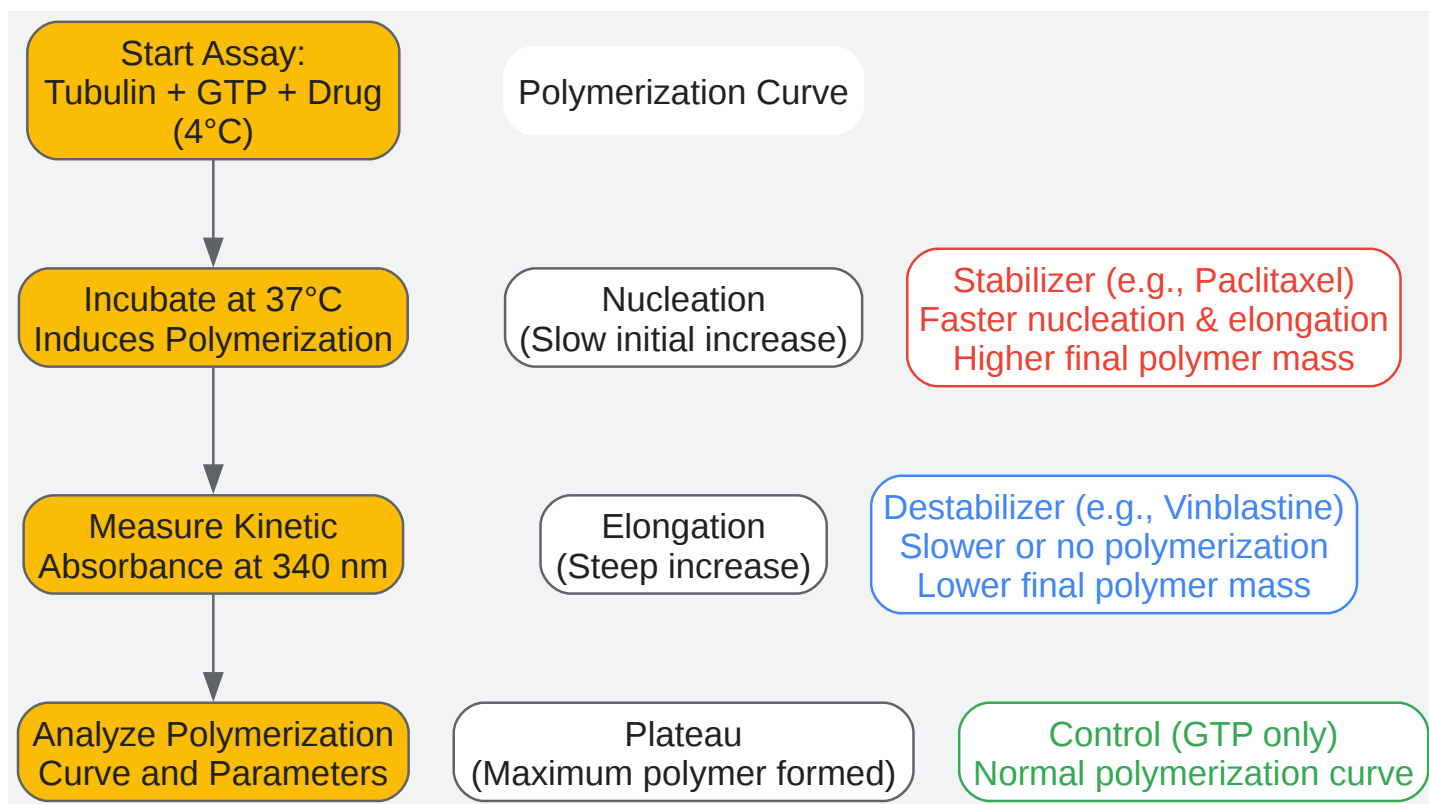 Start Assay:
Tubulin + GTP + Drug
(4°C)
Polymerization Curve
Incubate at 37°C
Induces Polymerization
Nucleation
(Slow initial increase)
Stabilizer (e.g., Paclitaxel)
Faster nucleation & elongation
Higher final polymer mass
Measure Kinetic
Absorbance at 340 nm
Elongation
(Steep increase)
Destabilizer (e.g., Vinblastine)
Slower or no polymerization
Lower final polymer mass
Analyze Polymerization
Curve and Parameters
Plateau
(Maximum polymer formed)
Control (GTP only)
Normal polymerization curve